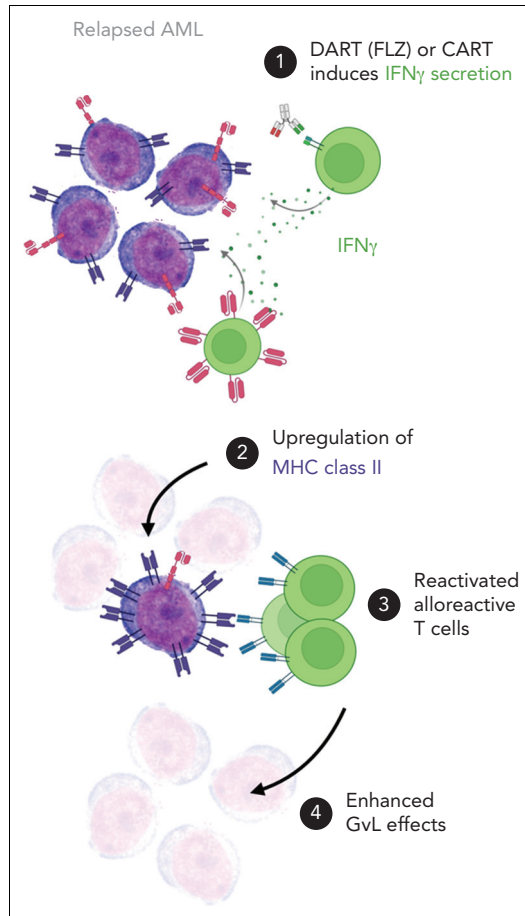 Relapsed AML
1
DART (FLZ) or CART
induces IFNγ secretion
IFNγ
2
Upregulation of
MHC class II
3
Reactivated
alloreactive
T cells
4
Enhanced
GvL effects